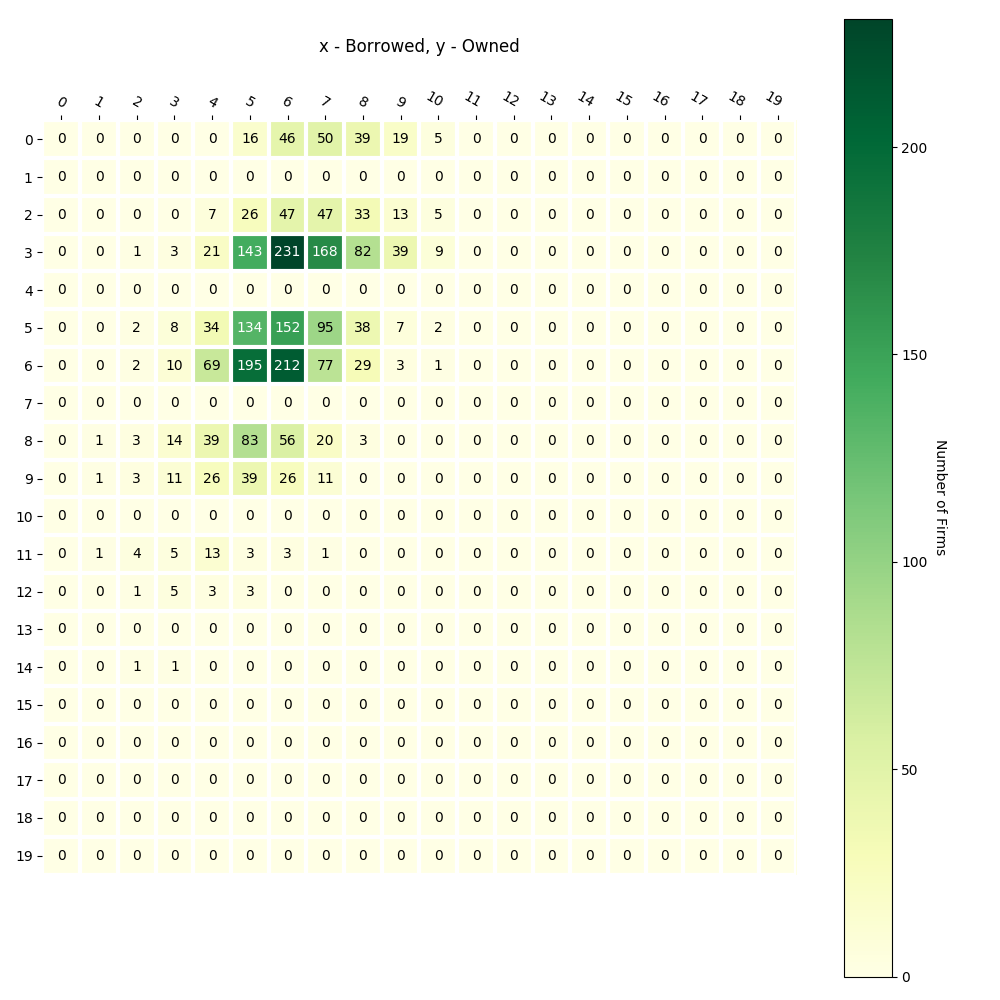 x - Borrowed, y - Owned
0 1 2 3 4 5 6 7 8 9 10 11 12 13 14 15 16 17 18 19
0 0 0 0 0 0 16 46 50 39 19 5 0 0 0 0 0 0 0 0 0
1 0 0 0 0 0 0 0 0 0 0 0 0 0 0 0 0 0 0 0 0
2 0 0 0 0 7 26 47 47 33 13 5 0 0 0 0 0 0 0 0 0
3 0 0 1 3 21 143 231 168 82 39 9 0 0 0 0 0 0 0 0 0
4 0 0 0 0 0 0 0 0 0 0 0 0 0 0 0 0 0 0 0 0
5 0 0 2 8 34 134 152 95 38 7 2 0 0 0 0 0 0 0 0 0
6 0 0 2 10 69 195 212 77 29 3 1 0 0 0 0 0 0 0 0 0
7 0 0 0 0 0 0 0 0 0 0 0 0 0 0 0 0 0 0 0 0
8 0 1 3 14 39 83 56 20 3 0 0 0 0 0 0 0 0 0 0 0
9 0 1 3 11 26 39 26 11 0 0 0 0 0 0 0 0 0 0 0 0
10 0 0 0 0 0 0 0 0 0 0 0 0 0 0 0 0 0 0 0 0
11 0 1 4 5 13 3 3 1 0 0 0 0 0 0 0 0 0 0 0 0
12 0 0 1 5 3 3 0 0 0 0 0 0 0 0 0 0 0 0 0 0
13 0 0 0 0 0 0 0 0 0 0 0 0 0 0 0 0 0 0 0 0
14 0 0 1 1 0 0 0 0 0 0 0 0 0 0 0 0 0 0 0 0
15 0 0 0 0 0 0 0 0 0 0 0 0 0 0 0 0 0 0 0 0
16 0 0 0 0 0 0 0 0 0 0 0 0 0 0 0 0 0 0 0 0
17 0 0 0 0 0 0 0 0 0 0 0 0 0 0 0 0 0 0 0 0
18 0 0 0 0 0 0 0 0 0 0 0 0 0 0 0 0 0 0 0 0
19 0 0 0 0 0 0 0 0 0 0 0 0 0 0 0 0 0 0 0 0
200
150
100
50
0
Number of Firms